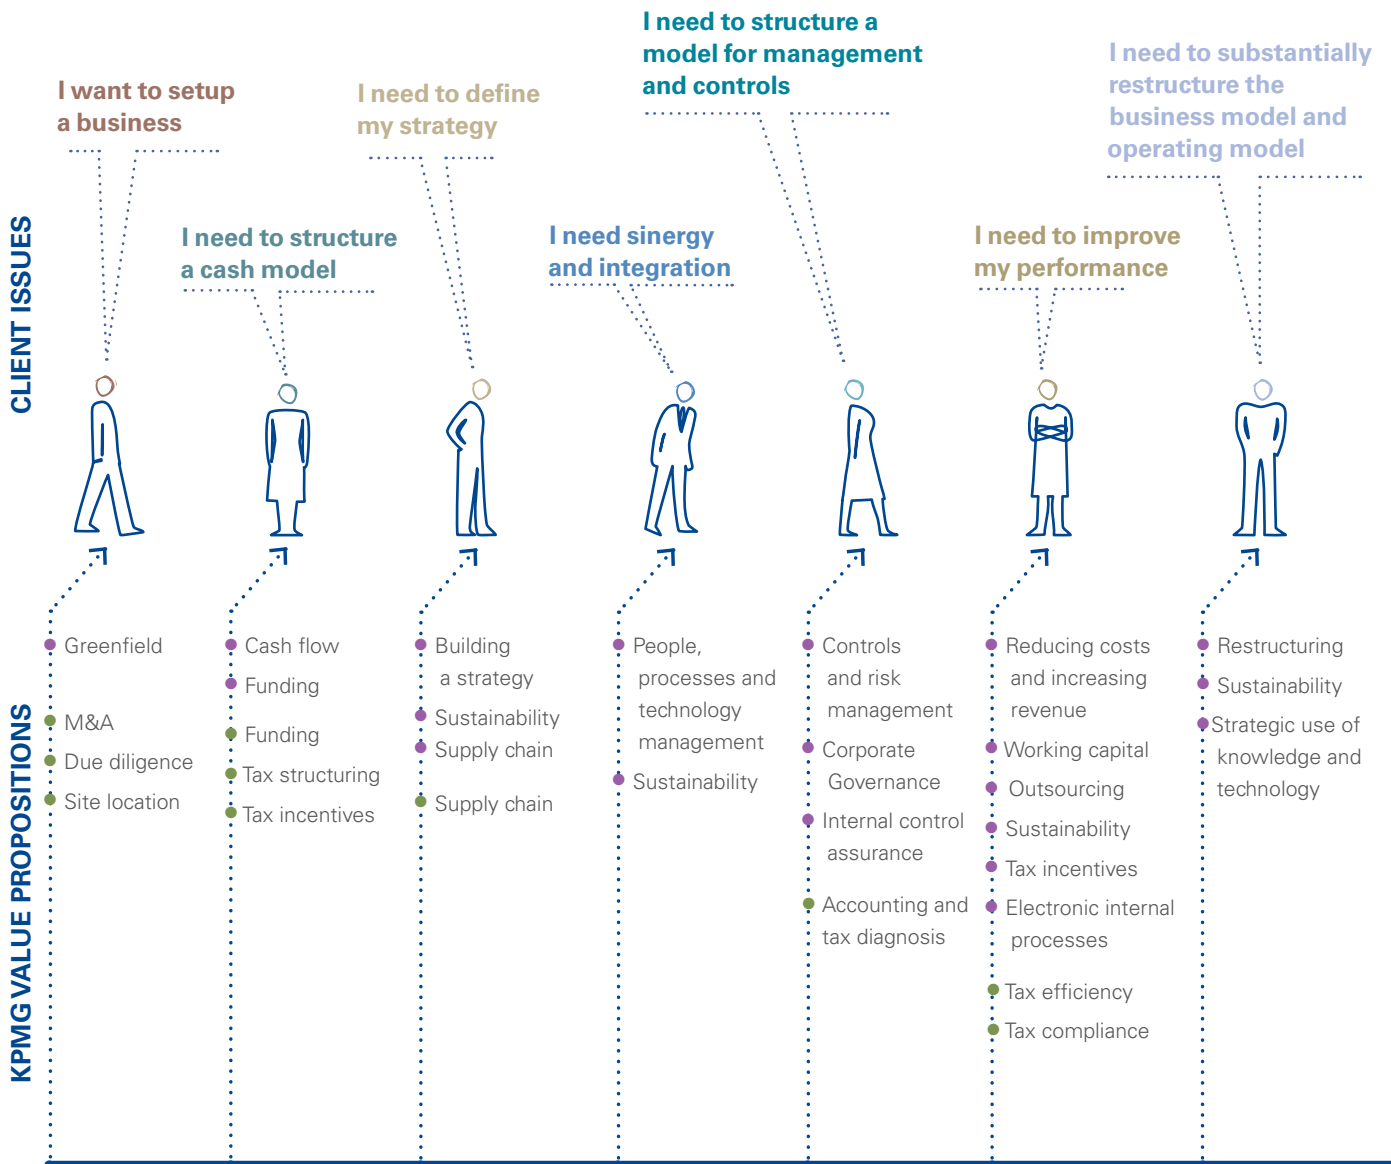 I want to setup
a business
I need to structure
a cash model
I need to define
my strategy
I need sinergy
and integration
I need to structure a
model for management
and controls
I need to improve
my performance
I need to substantially
restructure the
business model and
operating model
CLIENT ISSUES
KPMG VALUE PROPOSITIONS
Greenfield
M&A
Due diligence
Site location
Cash flow
Funding
Funding
Tax structuring
Tax incentives
Building
a strategy
Sustainability
Supply chain
Supply chain
People,
processes and
technology
management
Sustainability
Controls
and risk
management
Corporate
Governance
Internal control
assurance
Accounting and
tax diagnosis
Reducing costs
and increasing
revenue
Working capital
Outsourcing
Sustainability
Tax incentives
Electronic internal
processes
Tax efficiency
Tax compliance
Restructuring
Sustainability
Strategic use of
knowledge and
technology